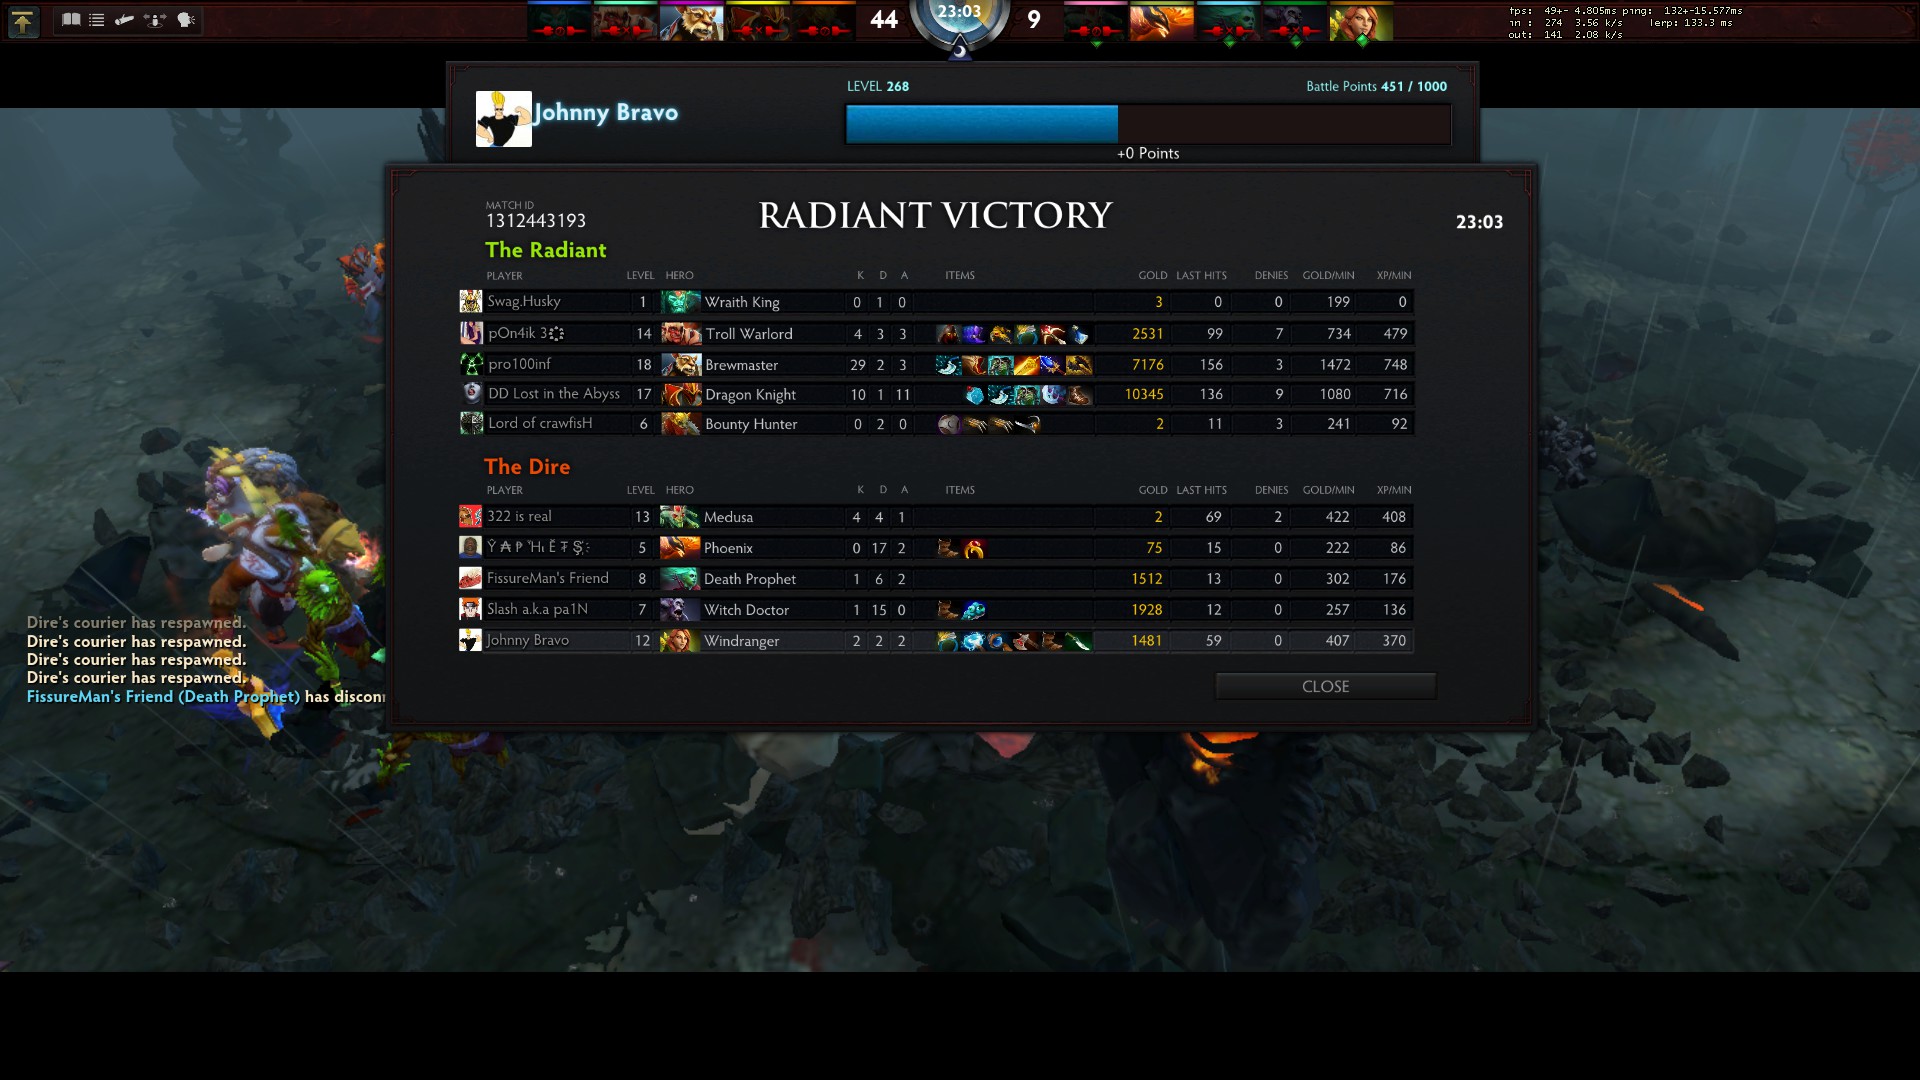 44
23:03
9
fps: 49+- 4.805ms ping: 132+-15.577ms
in : 274 3.56 k/s lerp: 133.3 ms
out: 141 2.08 k/s
Johnny Bravo
LEVEL 268
Battle Points 451 / 1000
+0 Points
MATCH ID
1312443193
RADIANT VICTORY
23:03
The Radiant
PLAYER LEVEL HERO K D A ITEMS GOLD LAST HITS DENIES GOLD/MIN XP/MIN
Swag.Husky 1 Wraith King 0 1 0 3 0 0 199 0
pOn4ik 3 14 Troll Warlord 4 3 3 2531 99 7 734 479
pro100inf 18 Brewmaster 29 2 3 7176 156 3 1472 748
DD Lost in the Abyss 17 Dragon Knight 10 1 11 10345 136 9 1080 716
Lord of crawfisH 6 Bounty Hunter 0 2 0 2 11 3 241 92
The Dire
PLAYER LEVEL HERO K D A ITEMS GOLD LAST HITS DENIES GOLD/MIN XP/MIN
322 is real 13 Medusa 4 4 1 2 69 2 422 408
5 Phoenix 0 17 2 75 15 0 222 86
FissureMan's Friend 8 Death Prophet 1 6 2 1512 13 0 302 176
Slash a.k.a pa1N 7 Witch Doctor 1 15 0 1928 12 0 257 136
Johnny Bravo 12 Windranger 2 2 2 1481 59 0 407 370
CLOSE
Dire's courier has respawned.
Dire's courier has respawned.
Dire's courier has respawned.
Dire's courier has respawned.
FissureMan's Friend (Death Prophet) has disconn